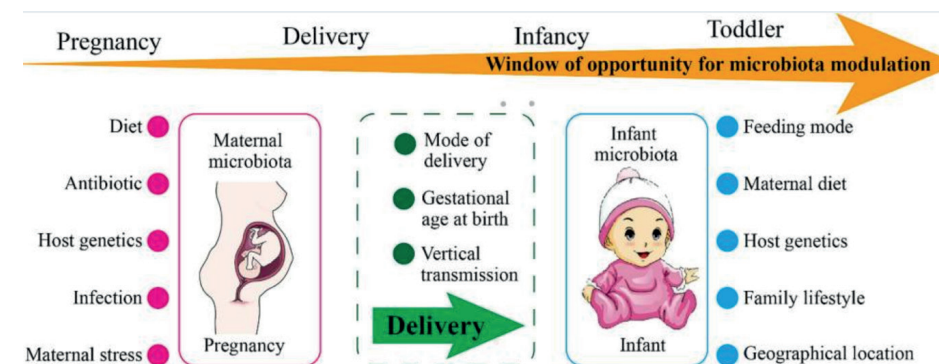 Pregnancy
Delivery
Infancy
Toddler
Window of opportunity for microbiota modulation
Diet
Antibiotic
Host genetics
Infection
Maternal stress
Maternal
microbiota
Pregnancy
Mode of
delivery
Gestational
age at birth
Vertical
transmission
Delivery
Infant
microbiota
Infant
Feeding mode
Maternal diet
Host genetics
Family lifestyle
Geographical location